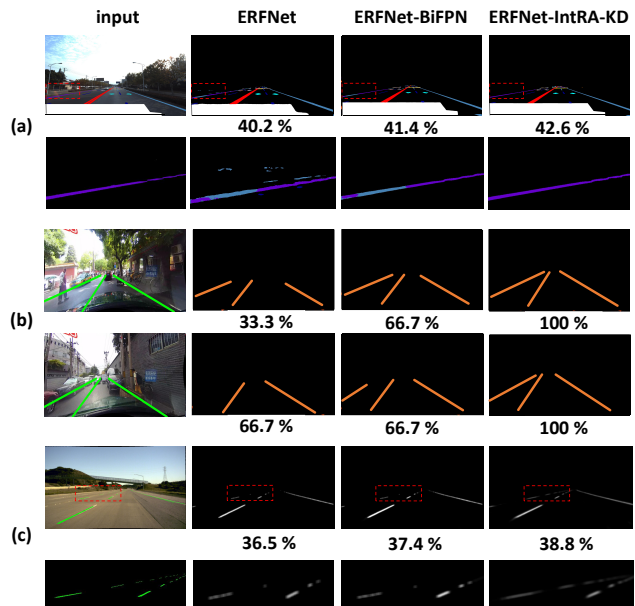 input ERFNet ERFNet-BiFPN ERFNet-IntRA-KD
(a)
40.2 % 41.4 % 42.6 %
(b)
33.3 % 66.7 % 100 %
66.7 % 66.7 % 100 %
(c)
36.5 % 37.4 % 38.8 %